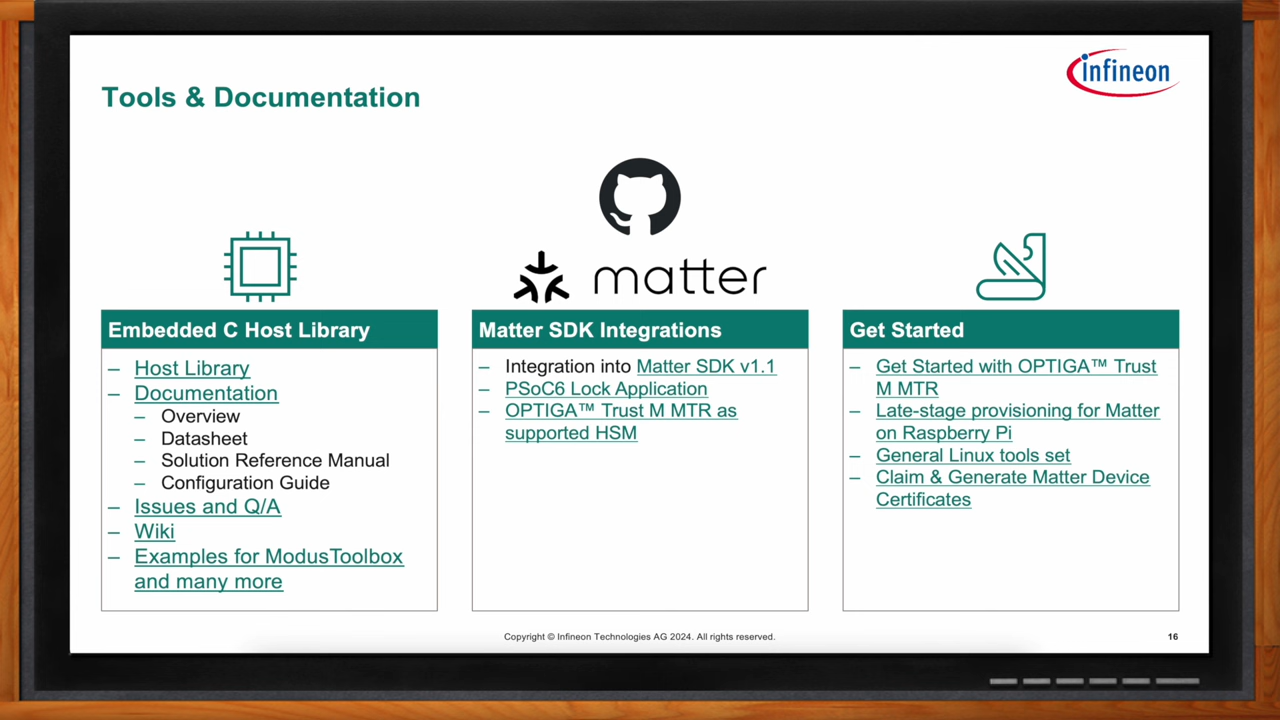 Tools & Documentation
infineon
matter
Embedded C Host Library
– Host Library
– Documentation
– Overview
– Datasheet
– Solution Reference Manual
– Configuration Guide
– Issues and Q/A
– Wiki
– Examples for ModusToolbox
and many more
Matter SDK Integrations
– Integration into Matter SDK v1.1
– PSoC6 Lock Application
– OPTIGA™ Trust M MTR as
supported HSM
Get Started
– Get Started with OPTIGA™ Trust
M MTR
– Late-stage provisioning for Matter
on Raspberry Pi
– General Linux tools set
– Claim & Generate Matter Device
Certificates
Copyright © Infineon Technologies AG 2024. All rights reserved.
16